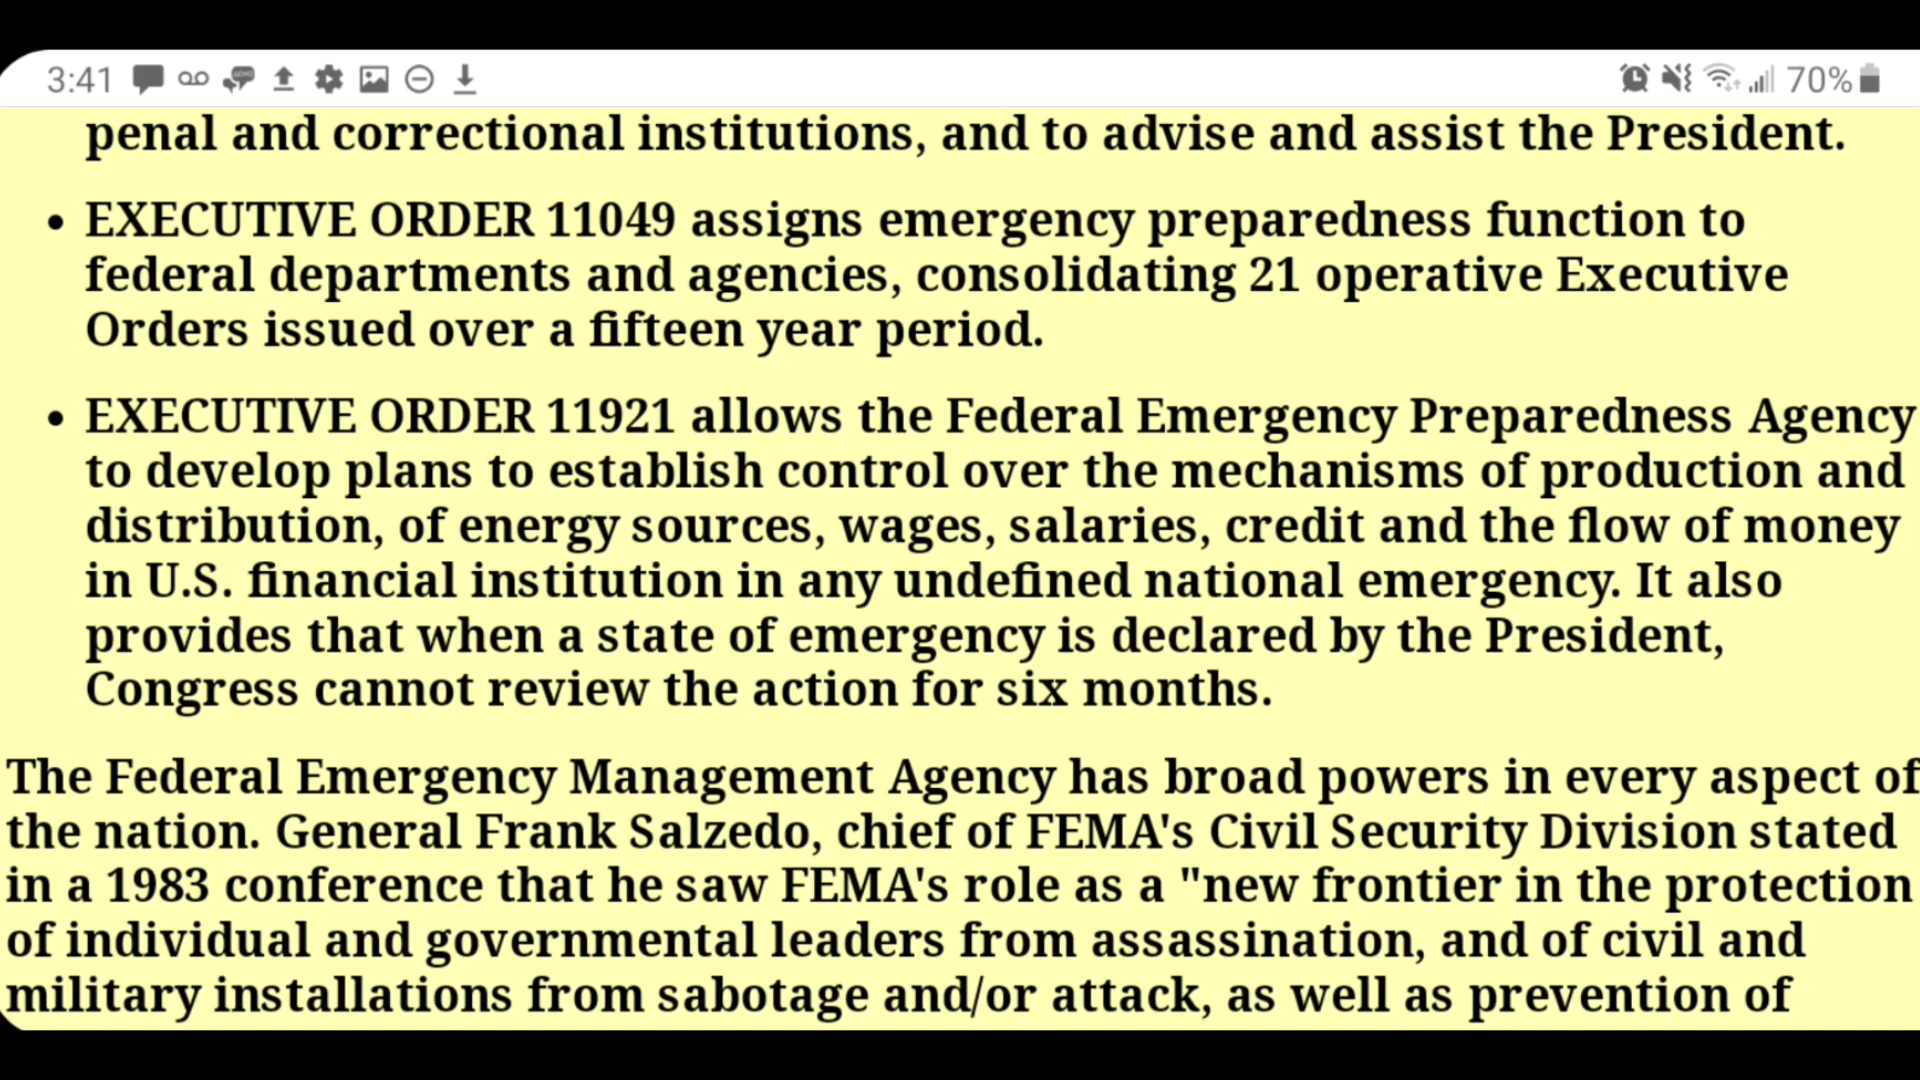 3:41 70%
penal and correctional institutions, and to advise and assist the President.
• EXECUTIVE ORDER 11049 assigns emergency preparedness function to
federal departments and agencies, consolidating 21 operative Executive
Orders issued over a fifteen year period.
• EXECUTIVE ORDER 11921 allows the Federal Emergency Preparedness Agency
to develop plans to establish control over the mechanisms of production and
distribution, of energy sources, wages, salaries, credit and the flow of money
in U.S. financial institution in any undefined national emergency. It also
provides that when a state of emergency is declared by the President,
Congress cannot review the action for six months.
The Federal Emergency Management Agency has broad powers in every aspect of
the nation. General Frank Salzedo, chief of FEMA's Civil Security Division stated
in a 1983 conference that he saw FEMA's role as a "new frontier in the protection
of individual and governmental leaders from assassination, and of civil and
military installations from sabotage and/or attack, as well as prevention of